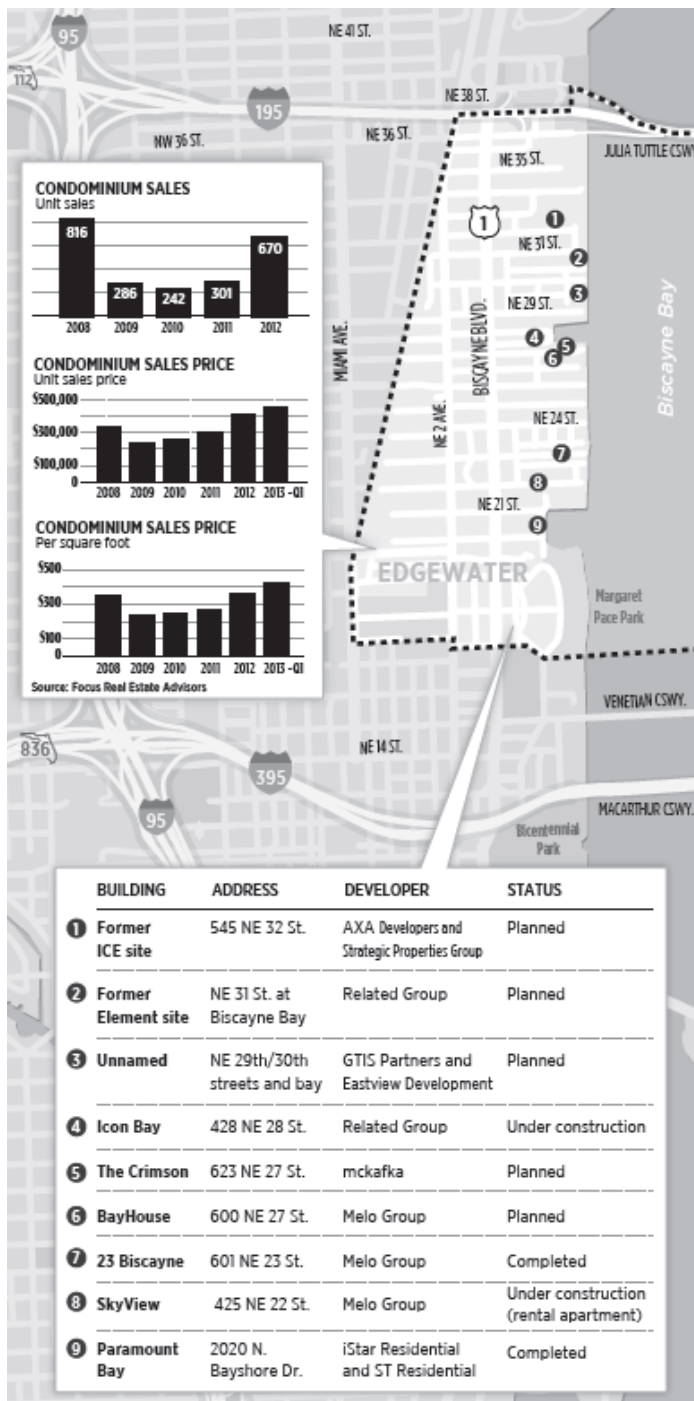 95
NE 41 ST.
112
195
NE 38 ST.
NW 36 ST.
NE 36 ST.
NE 35 ST.
JULIA TUTTLE CSWY.
1
1
NE 31 ST.
2
3
NE 29 ST.
BISCAYNE BLVD.
MIAMI AVE.
NE 2 AVE.
Biscayne Bay
4
5
6
NE 24 ST.
7
8
NE 21 ST.
9
EDGEWATER
Margaret
Pace Park
VENETIAN CSWY.
836
NE 14 ST.
395
95
MACARTHUR CSWY.
Bicentennial
Park
CONDOMINIUM SALES
Unit sales
816
286
242
301
670
2008 2009 2010 2011 2012
CONDOMINIUM SALES PRICE
Unit sales price
$500,000
$300,000
$100,000
0
2008 2009 2010 2011 2012 2013 -Q1
CONDOMINIUM SALES PRICE
Per square foot
$500
$300
$100
0
2008 2009 2010 2011 2012 2013 -Q1
Source: Focus Real Estate Advisors
BUILDING ADDRESS DEVELOPER STATUS
1 Former 545 NE 32 St. AXA Developers and Planned
ICE site Strategic Properties Group
2 Former NE 31 St. at Related Group Planned
Element site Biscayne Bay
3 Unnamed NE 29th/30th GTIS Partners and Planned
streets and bay Eastview Development
4 Icon Bay 428 NE 28 St. Related Group Under construction
5 The Crimson 623 NE 27 St. mckafka Planned
6 BayHouse 600 NE 27 St. Melo Group Planned
7 23 Biscayne 601 NE 23 St. Melo Group Completed
8 SkyView 425 NE 22 St. Melo Group Under construction
(rental apartment)
9 Paramount 2020 N. iStar Residential Completed
Bay Bayshore Dr. and ST Residential